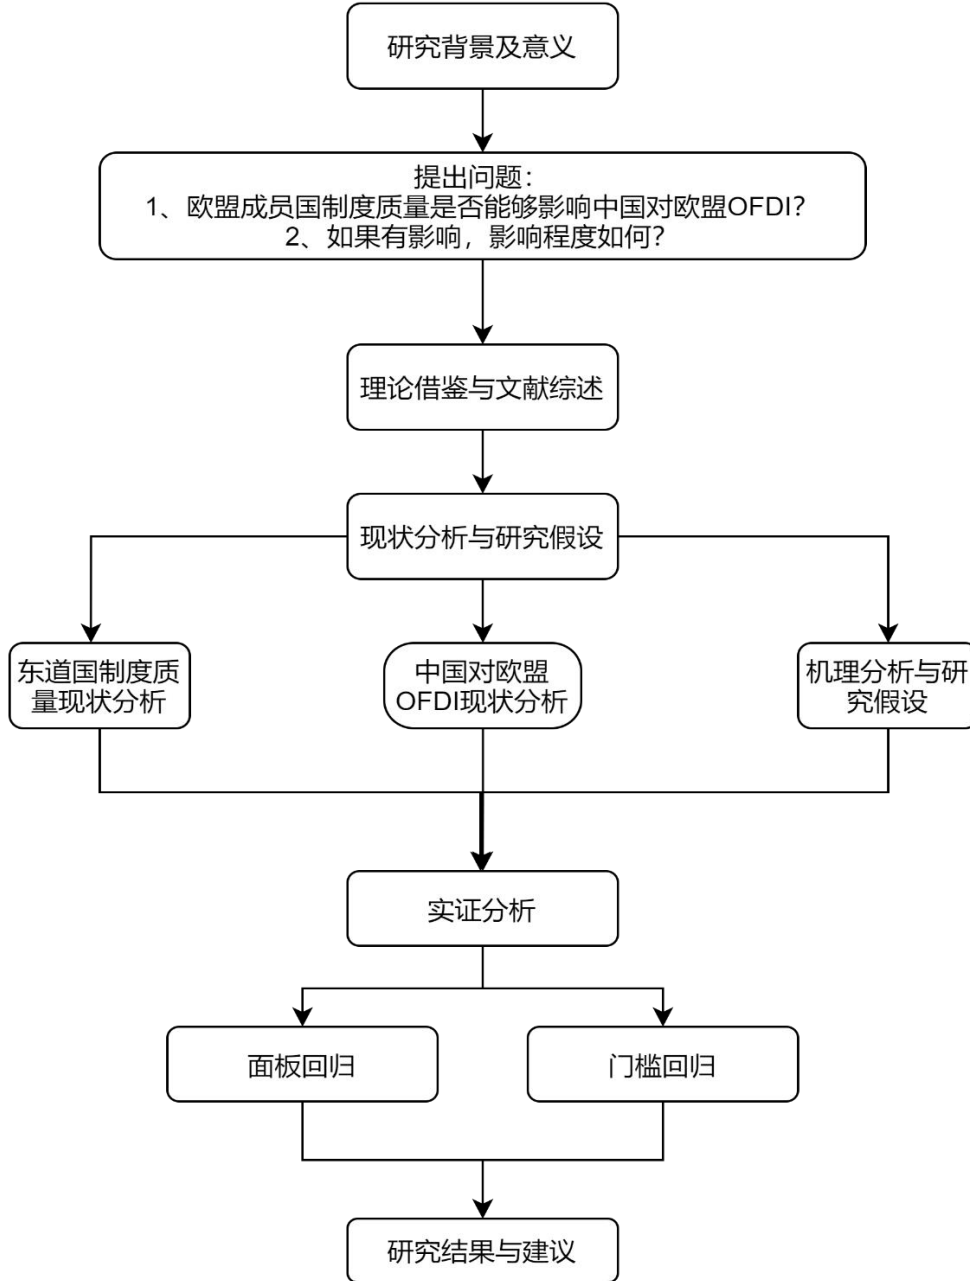 研究背景及意义
提出问题：
1、欧盟成员国制度质量是否能够影响中国对欧盟OFDI？
2、如果有影响，影响程度如何？
理论借鉴与文献综述
现状分析与研究假设
东道国制度质
量现状分析
中国对欧盟
OFDI现状分析
机理分析与研
究假设
实证分析
面板回归
门槛回归
研究结果与建议